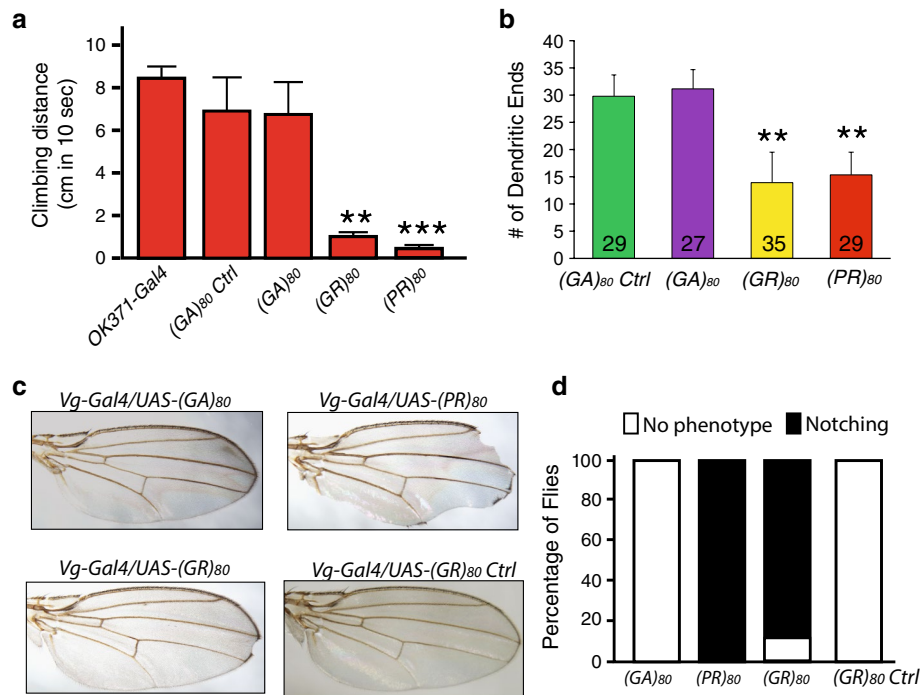 a
Climbing distance
(cm in 10 sec)
10
8
6
4
2
0
**
***
OK371-Gal4
(GA)80 Ctrl
(GA)80
(GR)80
(PR)80
b
# of Dendritic Ends
40
35
30
25
20
15
10
5
0
**
**
29
27
35
29
(GA)80 Ctrl
(GA)80
(GR)80
(PR)80
c
Vg-Gal4/UAS-(GA)80
Vg-Gal4/UAS-(PR)80
Vg-Gal4/UAS-(GR)80
Vg-Gal4/UAS-(GR)80 Ctrl
d
No phenotype
Notching
Percentage of Flies
100
80
60
40
20
0
(GA)80
(PR)80
(GR)80
(GR)80 Ctrl